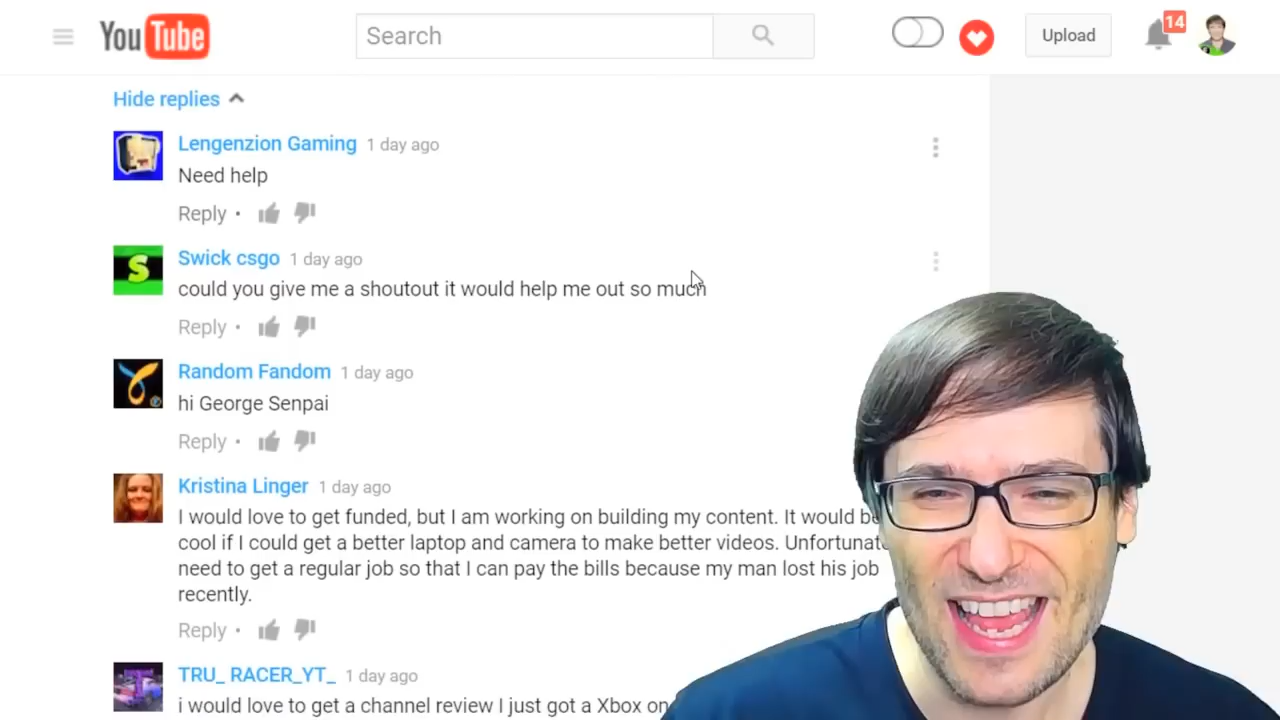 YouTube
Search
Upload
14
Hide replies
Lengenzion Gaming 1 day ago
Need help
Reply •
S
Swick csgo 1 day ago
could you give me a shoutout it would help me out so much
Reply •
Random Fandom 1 day ago
hi George Senpai
Reply •
Kristina Linger 1 day ago
I would love to get funded, but I am working on building my content. It would be
cool if I could get a better laptop and camera to make better videos.
need to get a regular job so that I can pay the bills because my man lost his job
recently.
Reply •
T
TRU_ RACER_YT_ 1 day ago
i would love to get a channel review I just got a Xbox